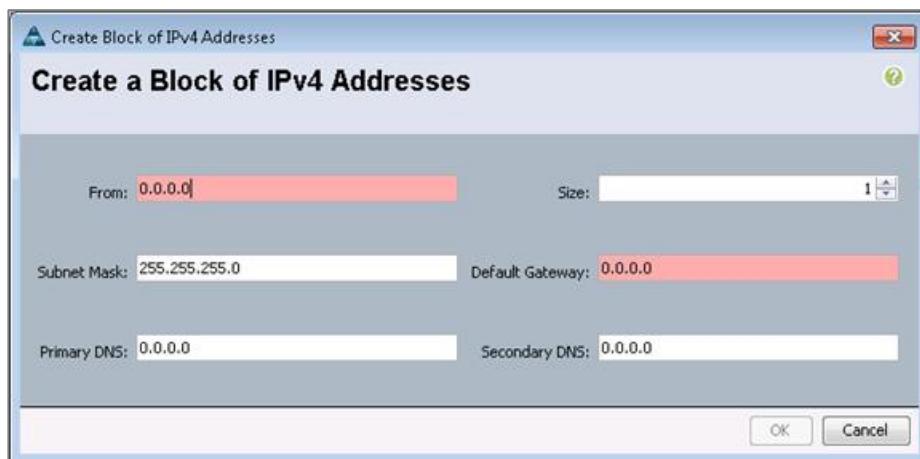 Create Block of IPv4 Addresses
Create a Block of IPv4 Addresses
From: 0.0.0.0 Size: 1
Subnet Mask: 255.255.255.0 Default Gateway: 0.0.0.0
Primary DNS: 0.0.0.0 Secondary DNS: 0.0.0.0
OK Cancel